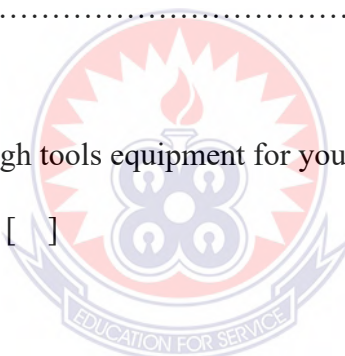 ................................
gh tools equipment for you
[ ]
EDUCATION FOR SERVICE